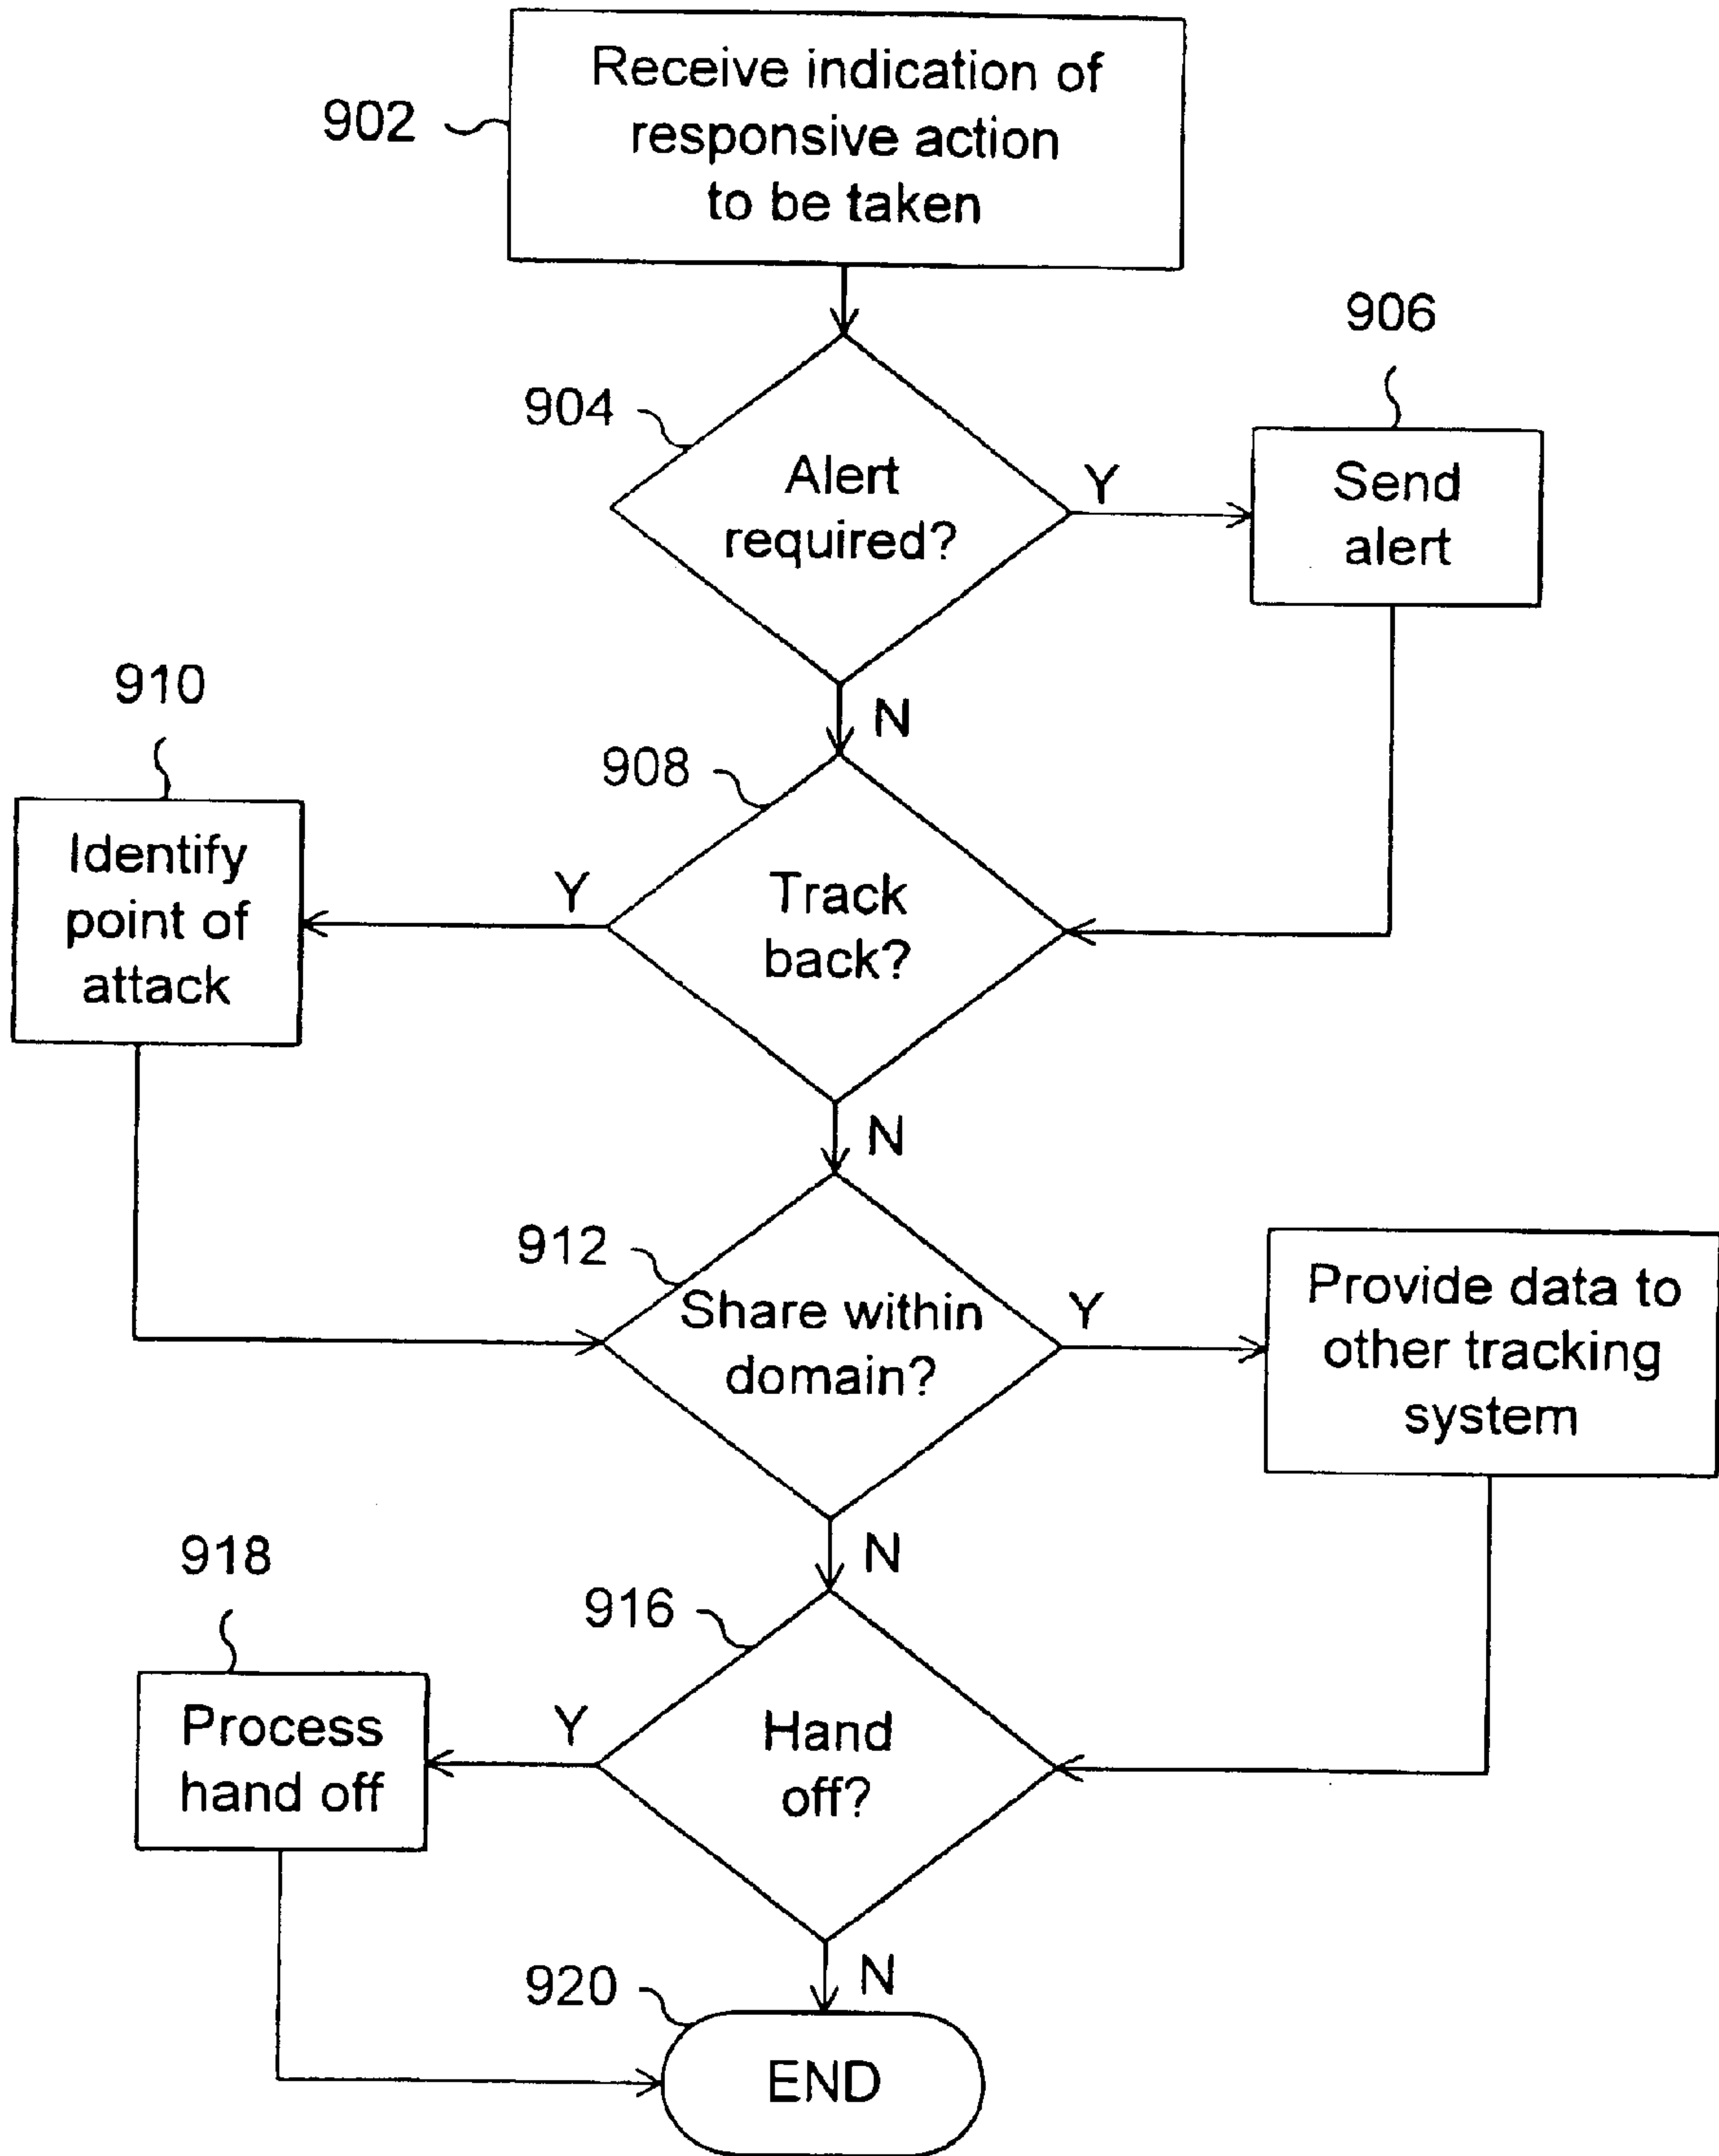 Receive indication of
responsive action
to be taken
902
904
Alert
required?
Y
906
Send
alert
N
908
Track
back?
Y
910
Identify
point of
attack
N
912
Share within
domain?
Y
Provide data to
other tracking
system
N
916
Hand
off?
Y
918
Process
hand off
N
920
END